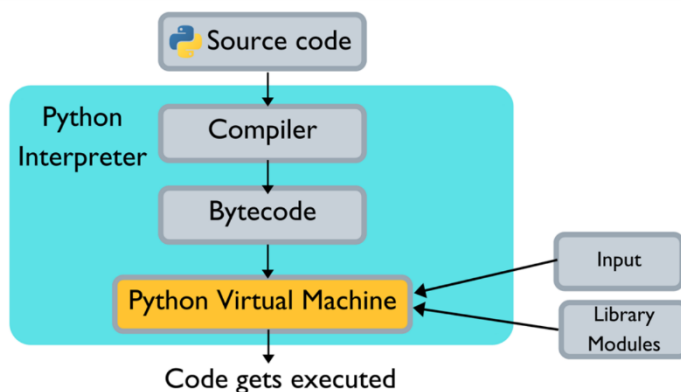 Source code
Python
Interpreter
Compiler
Bytecode
Python Virtual Machine
Input
Library
Modules
Code gets executed